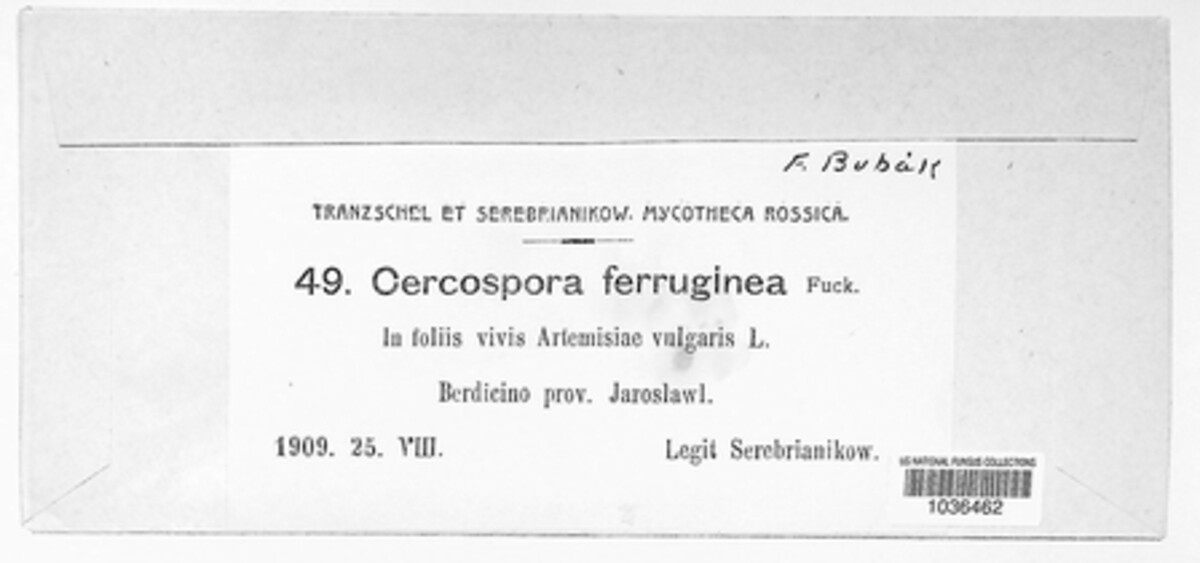 F. Bubák
TRANZSCHEL ET SEREBRIANIKOW. MYCOTHECA ROSSICA.
49. Cercospora ferruginea Fuck.
In foliis vivis Artemisiae vulgaris L.
Berdicino prov. Jaroslawl.
1909. 25. VIII.
Legit Serebrianikow.
US NATIONAL FUNGUS COLLECTIONS
1036462